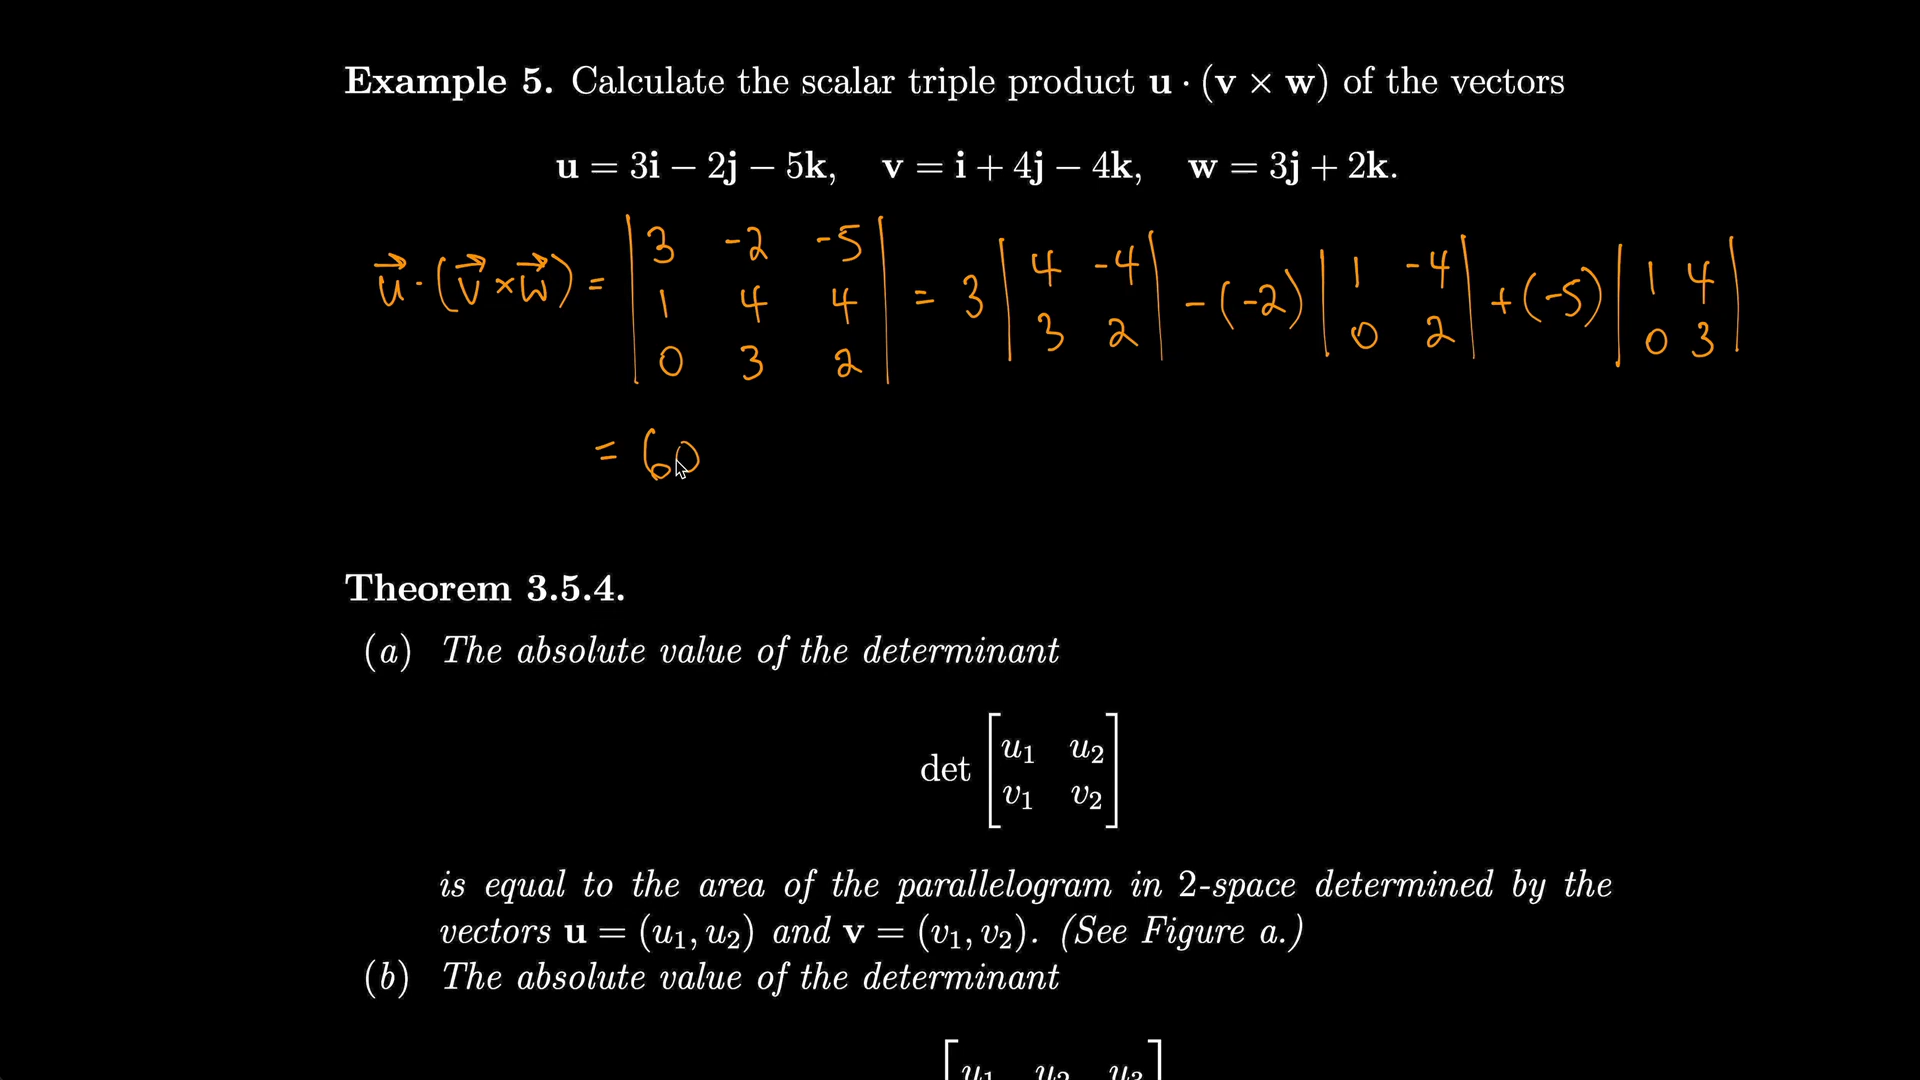 Example 5. Calculate the scalar triple product u · (v × w) of the vectors
u = 3i − 2j − 5k, v = i + 4j − 4k, w = 3j + 2k.
u⃗ · (v⃗ × w⃗) = | 3 -2 -5 | = 3 | 4 -4 | - (-2) | 1 -4 | + (-5) | 1 4 |
| 1 4 4 | | 3 2 | | 0 2 | | 0 3 |
| 0 3 2 |
= 60
Theorem 3.5.4.
(a) The absolute value of the determinant
det [ u₁ u₂ ]
[ v₁ v₂ ]
is equal to the area of the parallelogram in 2-space determined by the
vectors u = (u₁, u₂) and v = (v₁, v₂). (See Figure a.)
(b) The absolute value of the determinant
[ u₁ u₂ u₃ ]